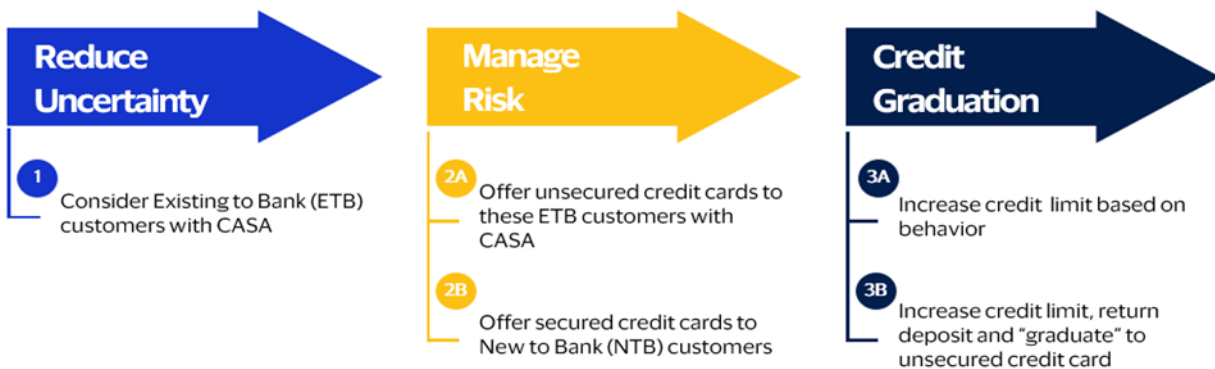 Reduce
Uncertainty
1
Consider Existing to Bank (ETB)
customers with CASA
Manage
Risk
2A
Offer unsecured credit cards to
these ETB customers with
CASA
2B
Offer secured credit cards to
New to Bank (NTB) customers
Credit
Graduation
3A
Increase credit limit based on
behavior
3B
Increase credit limit, return
deposit and “graduate” to
unsecured credit card